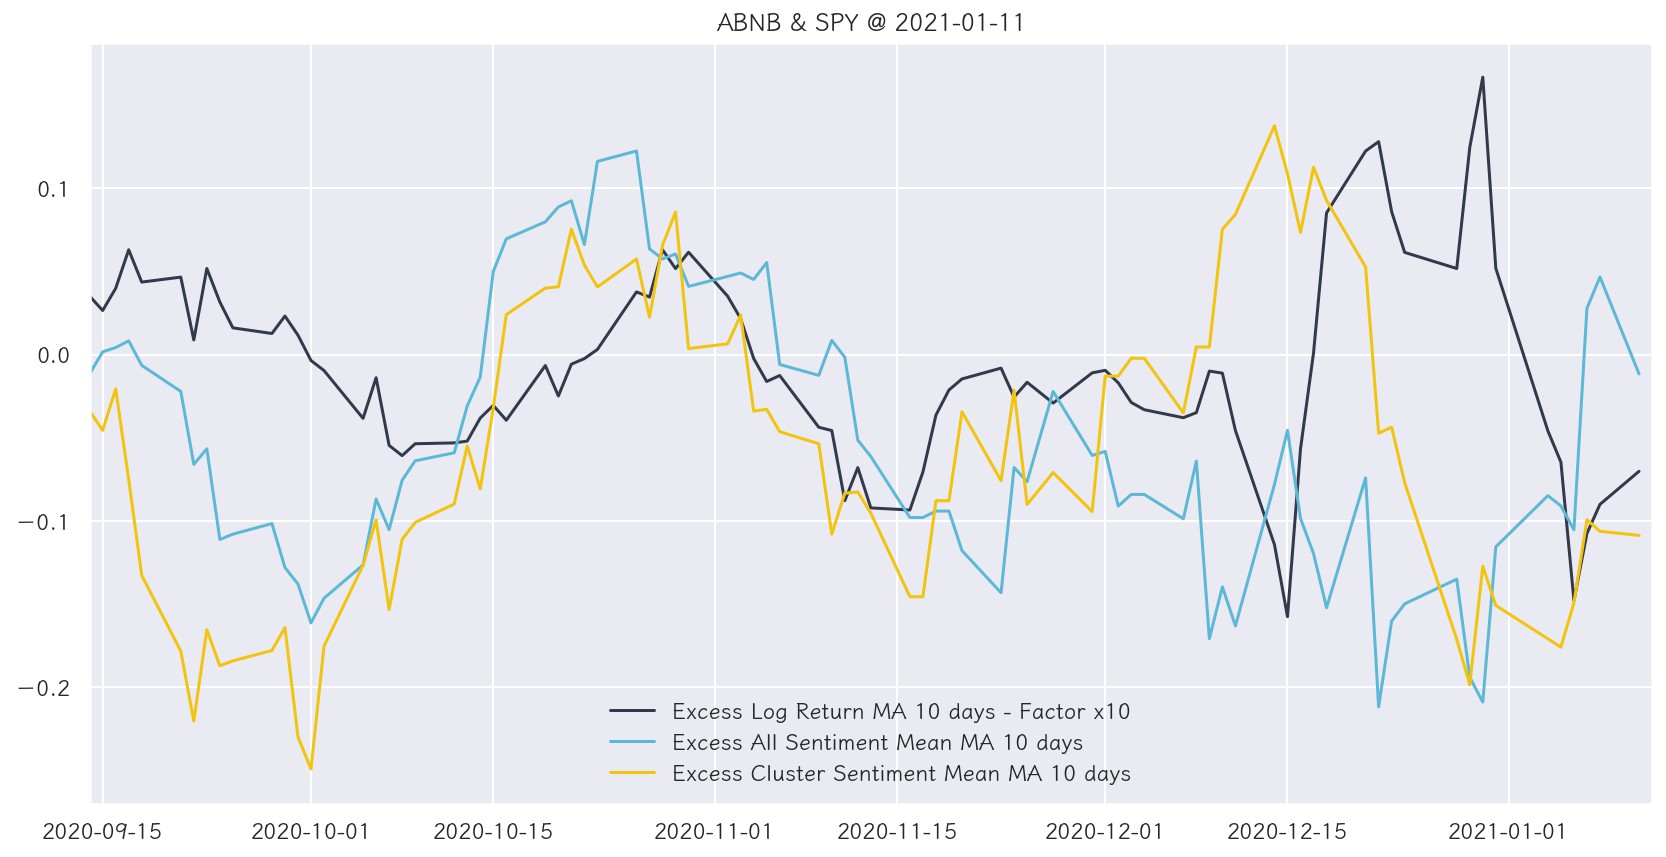 ABNB & SPY @ 2021-01-11
0.1
0.0
−0.1
−0.2
Excess Log Return MA 10 days - Factor x10
Excess All Sentiment Mean MA 10 days
Excess Cluster Sentiment Mean MA 10 days
2020-09-15 2020-10-01 2020-10-15 2020-11-01 2020-11-15 2020-12-01 2020-12-15 2021-01-01